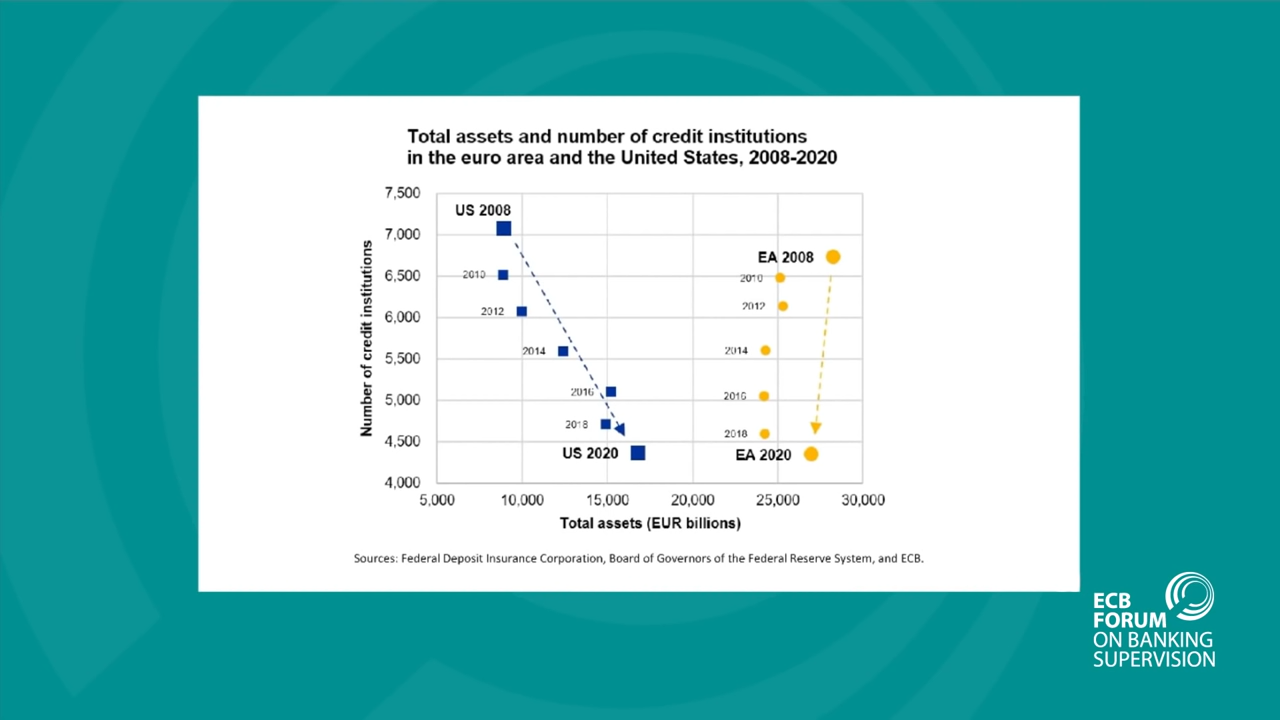 Total assets and number of credit institutions
in the euro area and the United States, 2008-2020
Number of credit institutions
7,500
7,000
6,500
6,000
5,500
5,000
4,500
4,000
US 2008
2010
2012
2014
2016
2018
US 2020
EA 2008
2010
2012
2014
2016
2018
EA 2020
5,000 10,000 15,000 20,000 25,000 30,000
Total assets (EUR billions)
Sources: Federal Deposit Insurance Corporation, Board of Governors of the Federal Reserve System, and ECB.
ECB
FORUM
ON BANKING
SUPERVISION